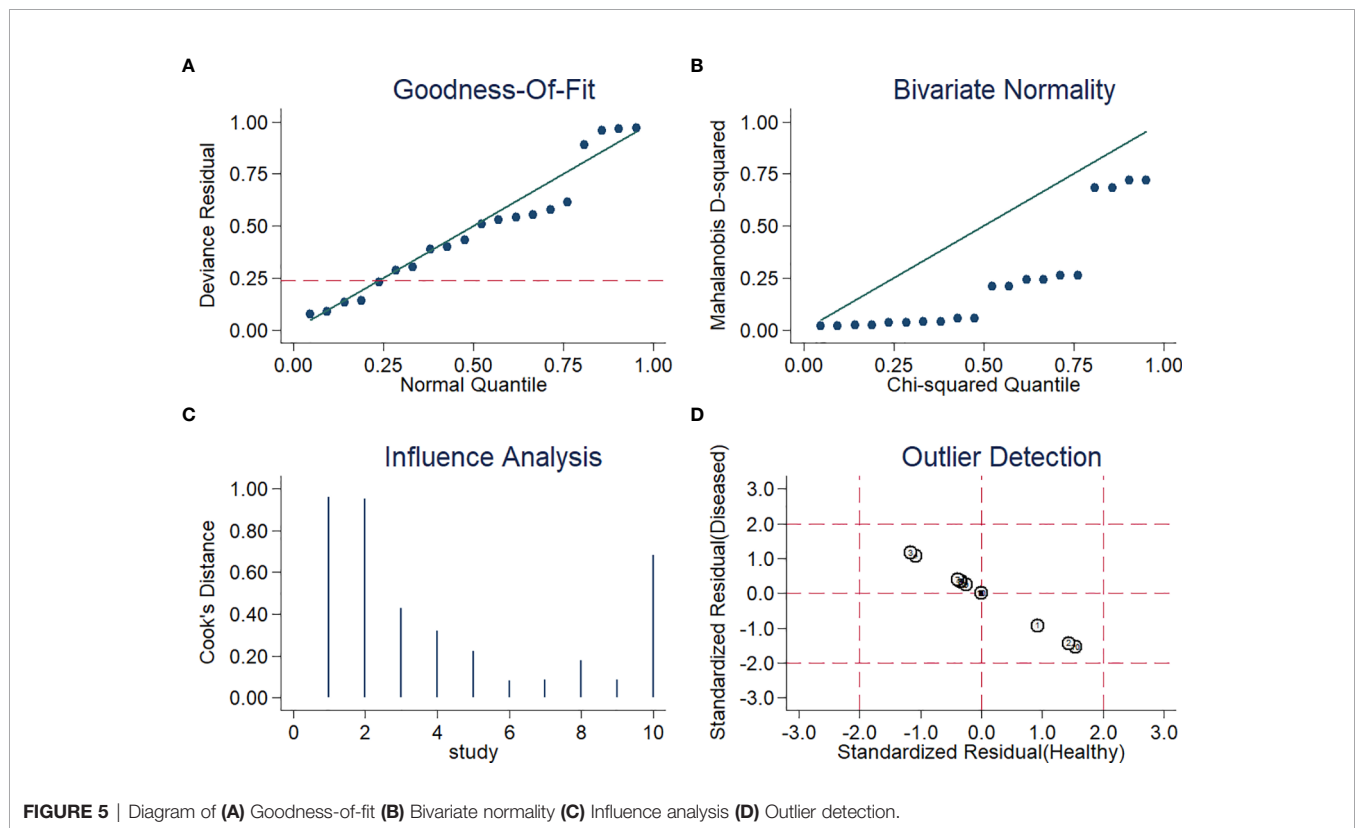 A
Goodness-Of-Fit
Deviance Residual
1.00
0.75
0.50
0.25
0.00
0.00 0.25 0.50 0.75 1.00
Normal Quantile
B
Bivariate Normality
Mahalanobis D-squared
1.00
0.75
0.50
0.25
0.00
0.00 0.25 0.50 0.75 1.00
Chi-squared Quantile
C
Influence Analysis
Cook's Distance
1.00
0.80
0.60
0.40
0.20
0.00
0 2 4 6 8 10
study
D
Outlier Detection
Standardized Residual(Diseased)
3.0
2.0
1.0
0.0
-1.0
-2.0
-3.0
3
1
2
-3.0 -2.0 -1.0 0.0 1.0 2.0 3.0
Standardized Residual(Healthy)
FIGURE 5 | Diagram of (A) Goodness-of-fit (B) Bivariate normality (C) Influence analysis (D) Outlier detection.